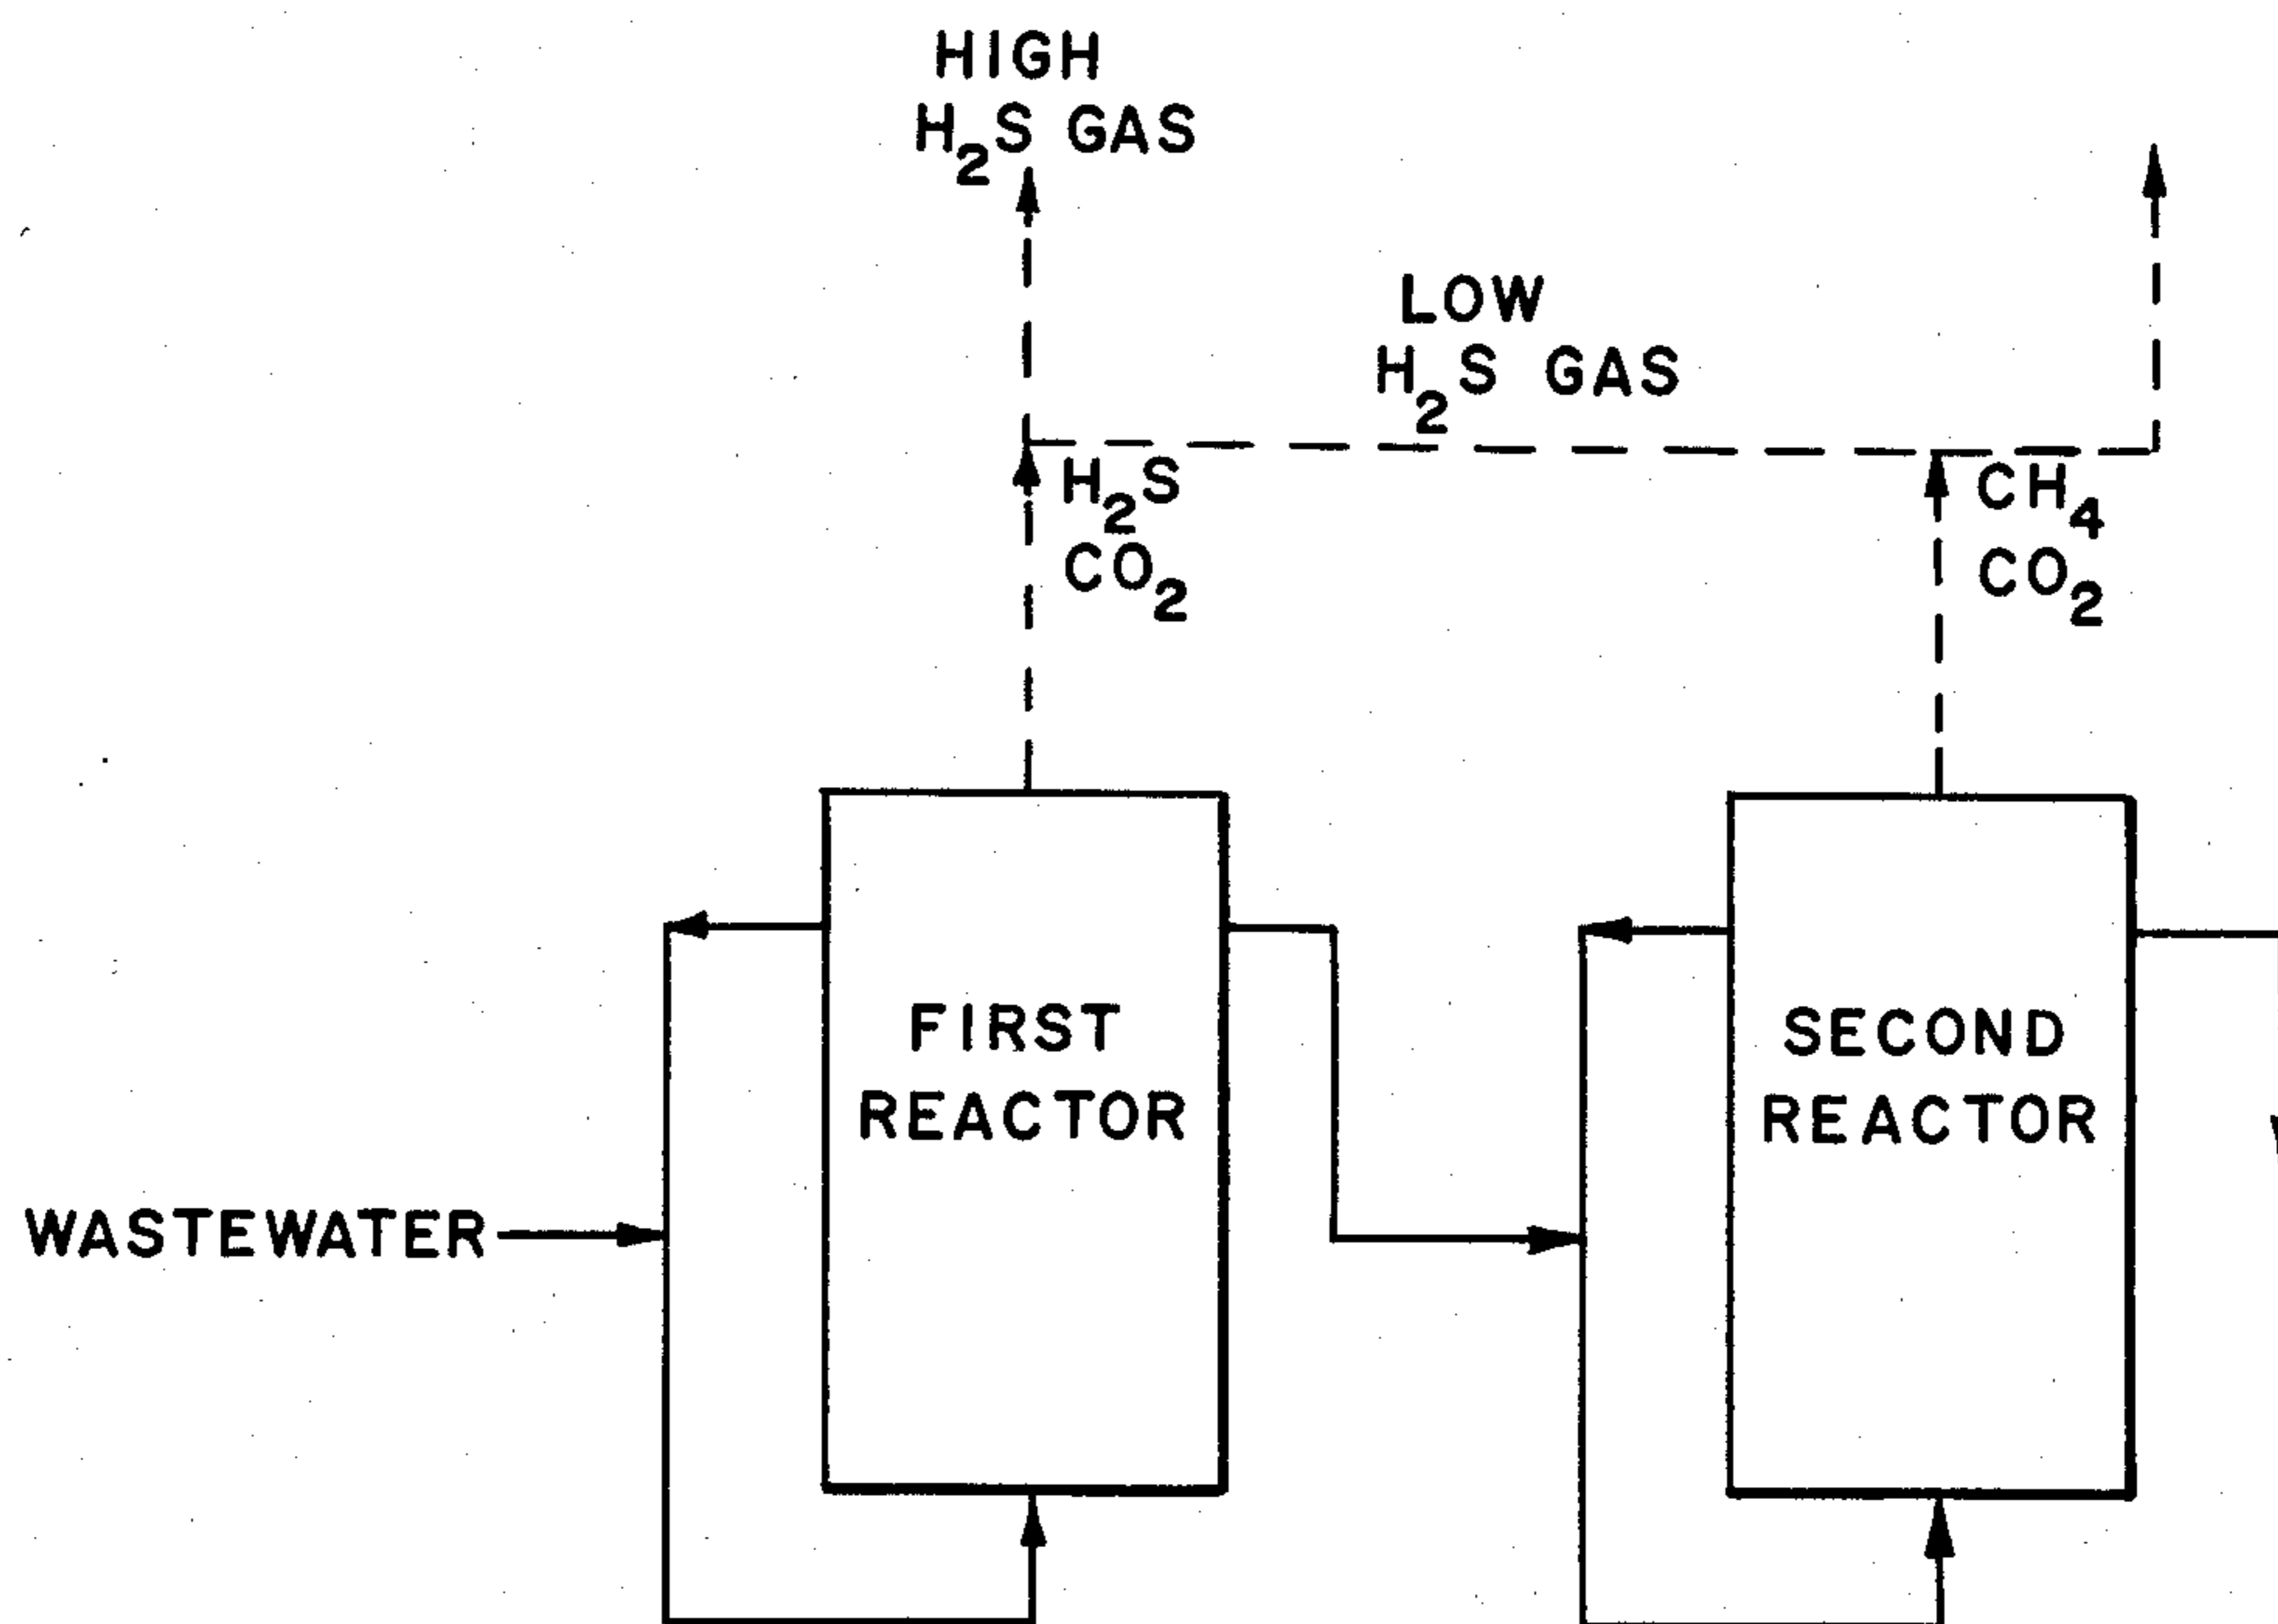 HIGH
H₂S GAS
LOW
H₂S GAS
H₂S
CO₂
CH₄
CO₂
FIRST
REACTOR
SECOND
REACTOR
WASTEWATER